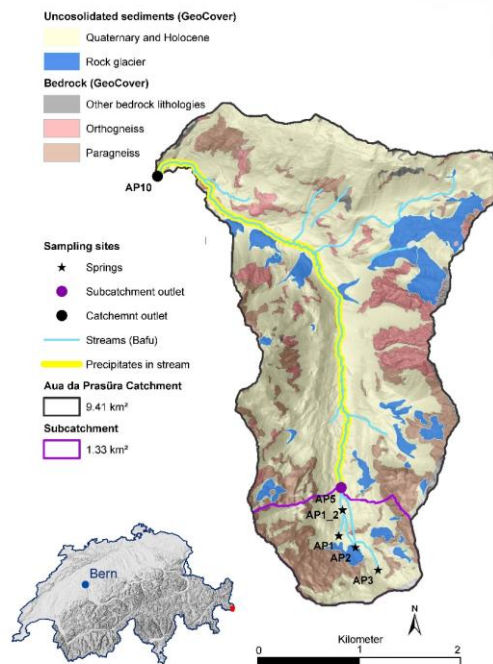 Uncosolidated sediments (GeoCover)
Quaternary and Holocene
Rock glacier
Bedrock (GeoCover)
Other bedrock lithologies
Orthogneiss
Paragneiss
AP10
Sampling sites
Springs
Subcatchment outlet
Catchemnt outlet
Streams (Bafu)
Precipitates in stream
Aua da Prasüra Catchment
9.41 km²
Subcatchment
1.33 km²
AP5
AP1_2
AP1
AP2
AP3
Bern
N
Kilometer
0 1 2